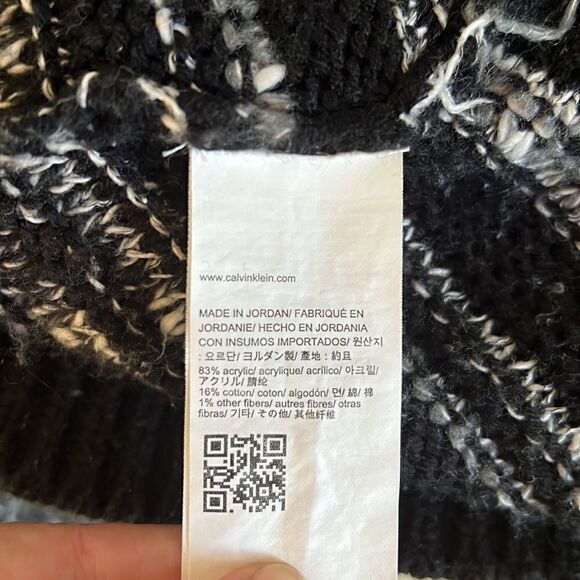 www.calvinklein.com
MADE IN JORDAN/ FABRIQUÉ EN
JORDANIE/ HECHO EN JORDANIA
CON INSUMOS IMPORTADOS/ 원산지
: 요르단/ ヨルダン製/ 產地 : 約旦
83% acrylic/ acrylique/ acrílico/ 아크릴/
アクリル/ 腈纶
16% cotton/ coton/ algodón/ 면/ 綿/ 棉
1% other fibers/ autres fibres/ otras
fibras/ 기타/ その他/ 其他纤维